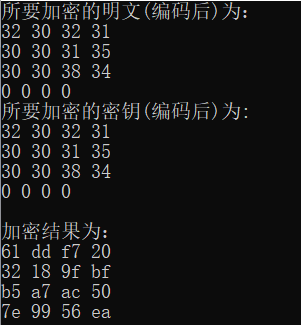 所要加密的明文(编码后)为：
32 30 32 31
30 30 31 35
30 30 38 34
0 0 0 0
所要加密的密钥(编码后)为：
32 30 32 31
30 30 31 35
30 30 38 34
0 0 0 0
加密结果为：
61 dd f7 20
32 18 9f bf
b5 a7 ac 50
7e 99 56 ea